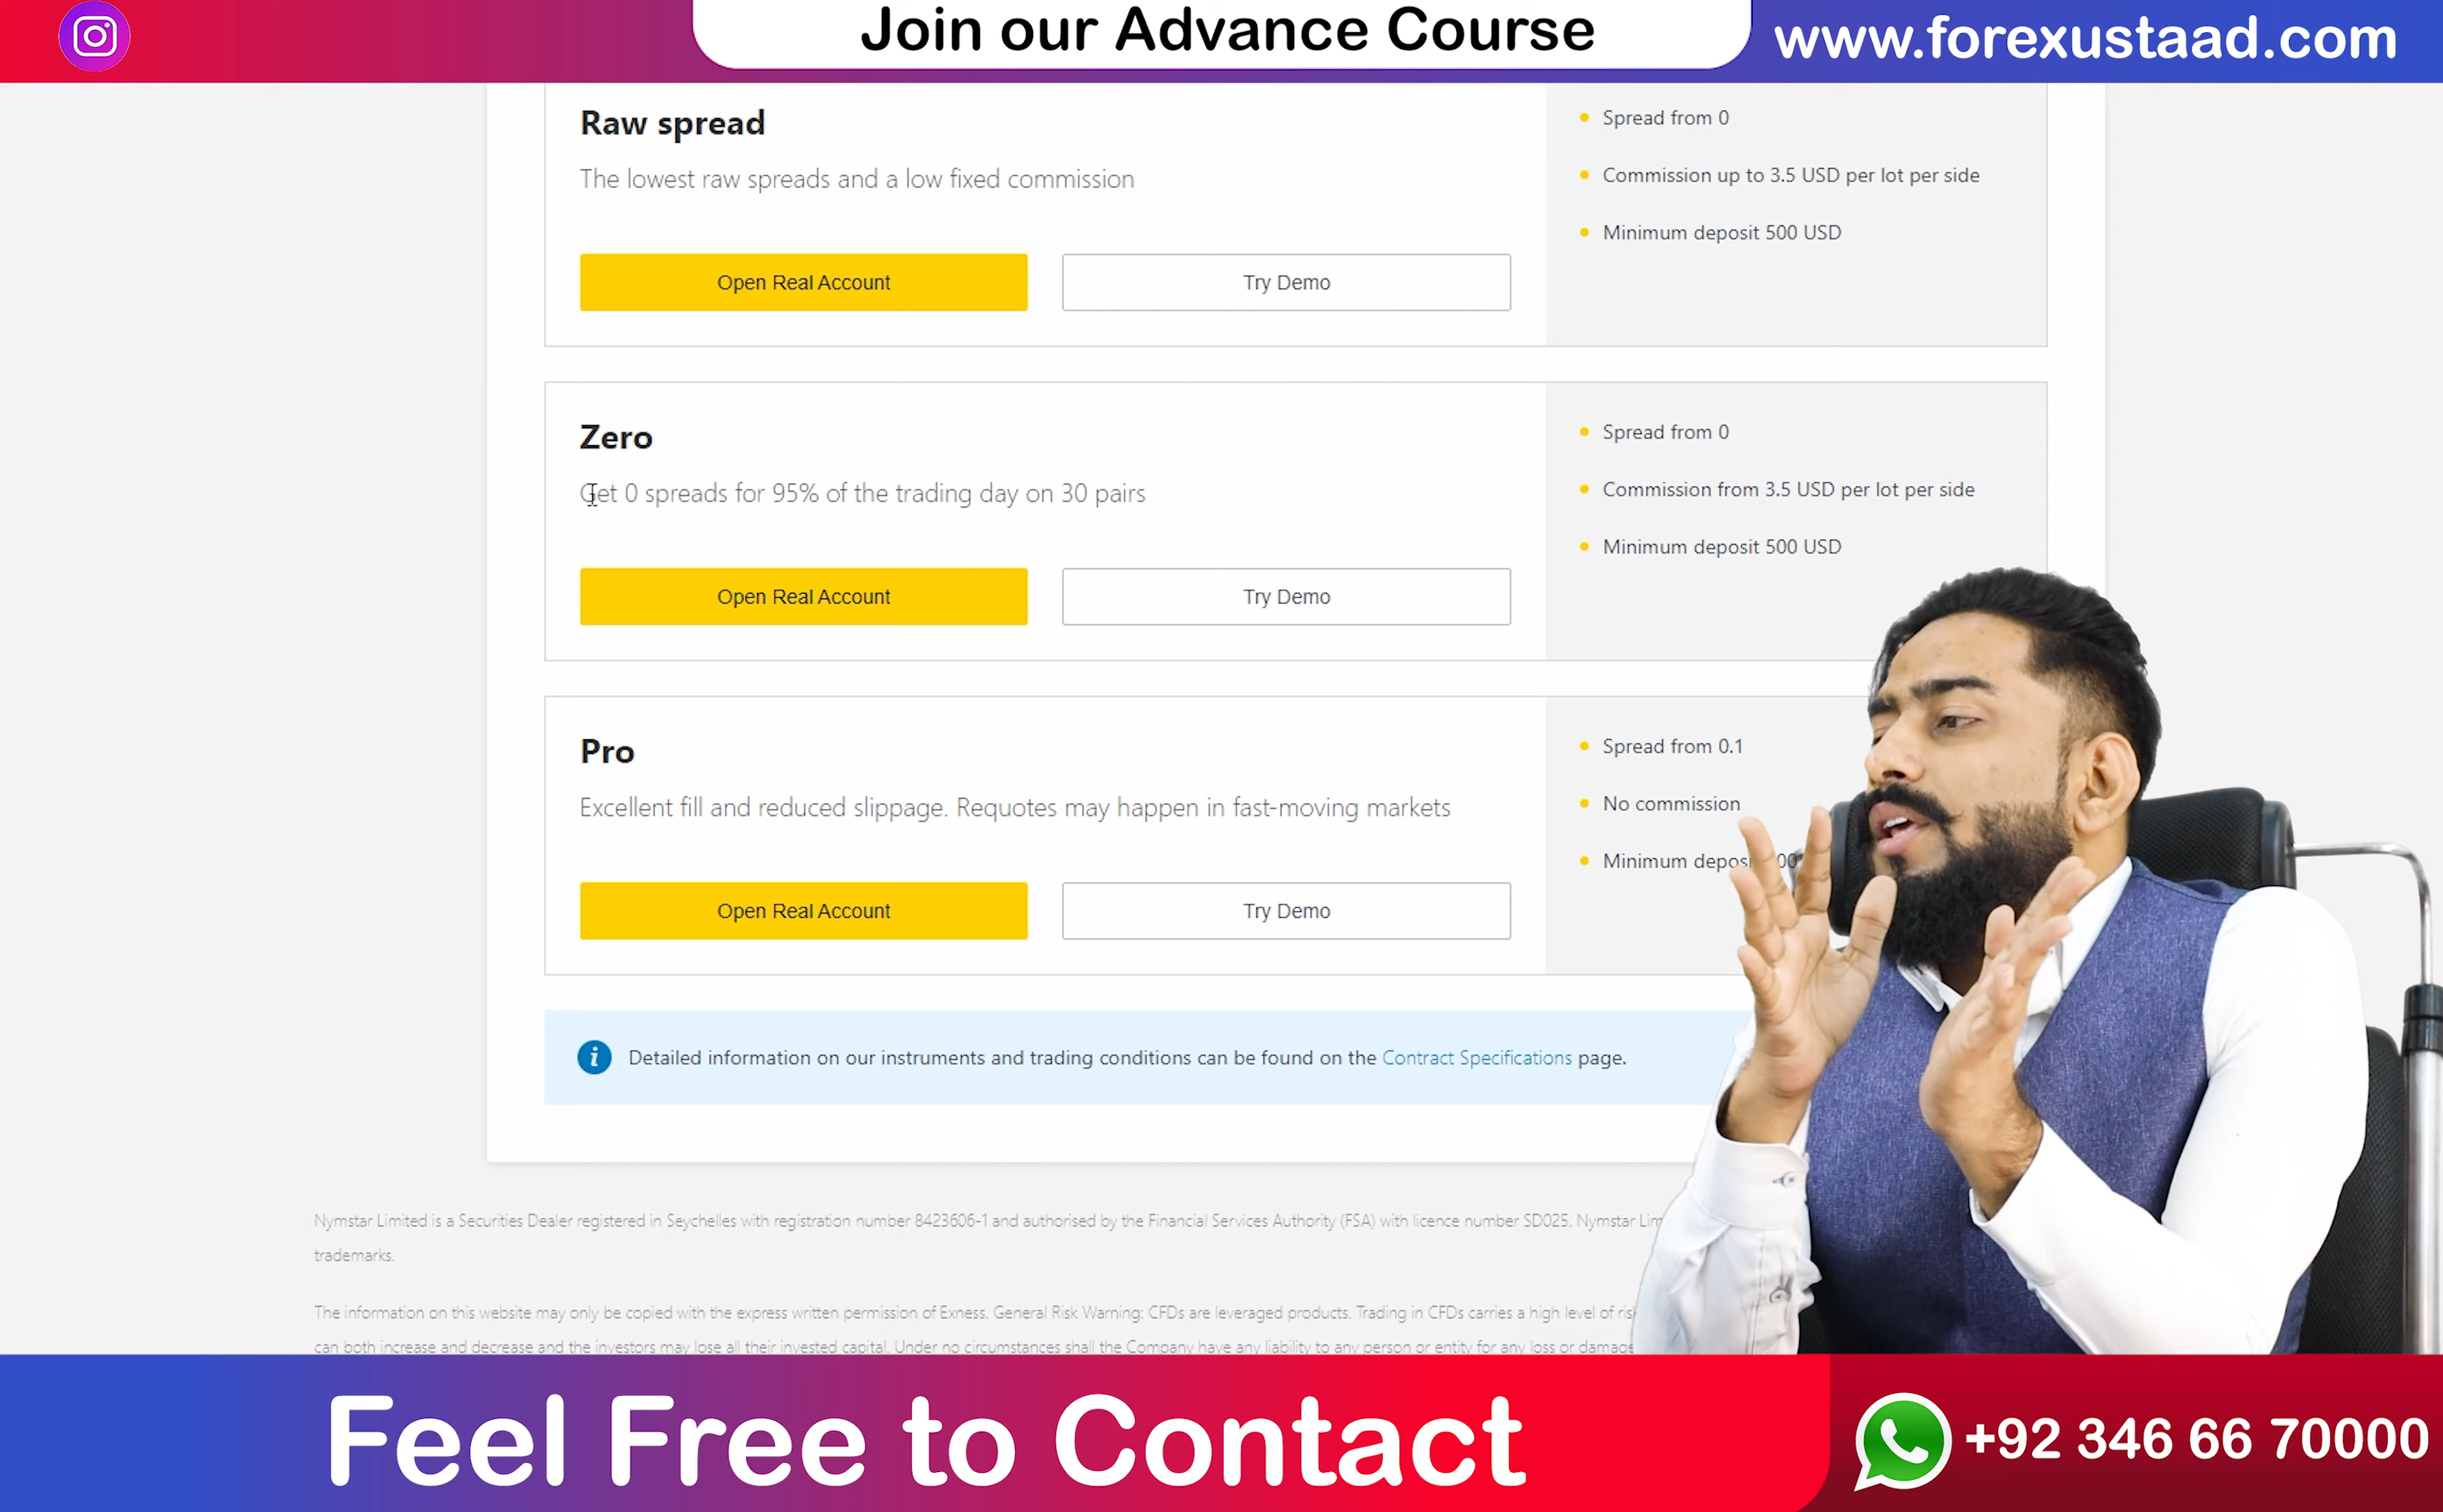 Join our Advance Course
www.forexustaad.com
Raw spread
The lowest raw spreads and a low fixed commission
Open Real Account
Try Demo
Spread from 0
Commission up to 3.5 USD per lot per side
Minimum deposit 500 USD
Zero
Get 0 spreads for 95% of the trading day on 30 pairs
Open Real Account
Try Demo
Spread from 0
Commission from 3.5 USD per lot per side
Minimum deposit 500 USD
Pro
Excellent fill and reduced slippage. Requotes may happen in fast-moving markets
Open Real Account
Try Demo
Spread from 0.1
No commission
Minimum
Detailed information on our instruments and trading conditions can be found on the Contract Specifications page.
Nymstar Limited is a Securities Dealer registered in Seychelles with registration number 8423606-1 and authorised by the Financial Services Authority (FSA) with licence number SD025. Nymstar
trademarks.
The information on this website may only be copied with the express written permission of Exness. General Risk Warning: CFDs are leveraged products. Trading in CFDs carries a high level of
can both increase and decrease and the investors may lose all their invested capital. Under no circumstances shall the Company have any liability to any person or entity for any loss or damage
Feel Free to Contact
+92 346 66 70000